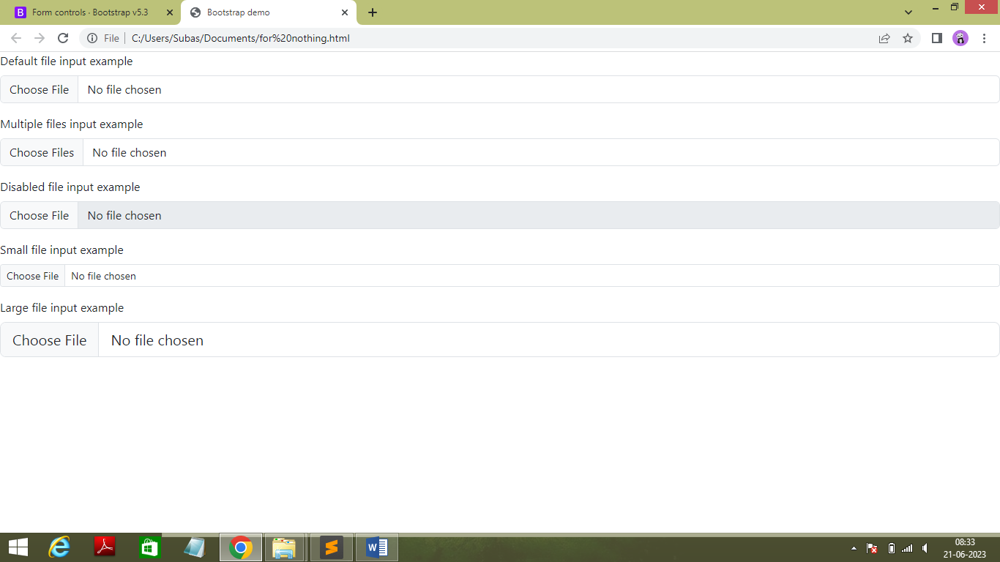 Form controls · Bootstrap v5.3
Bootstrap demo
File
C:/Users/Subas/Documents/for%20nothing.html
Default file input example
Choose File No file chosen
Multiple files input example
Choose Files No file chosen
Disabled file input example
Choose File No file chosen
Small file input example
Choose File No file chosen
Large file input example
Choose File No file chosen
08:33
21-06-2023